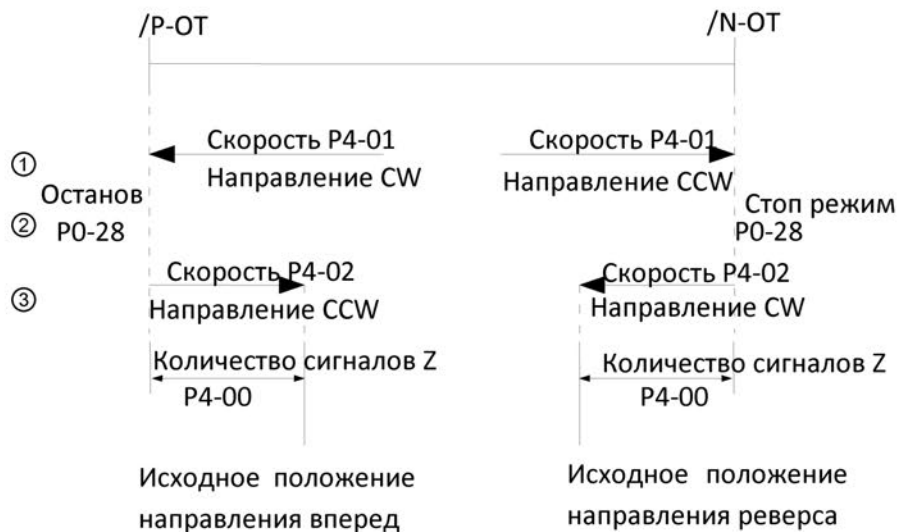 /P-OT
/N-OT
Скорость P4-01
Скорость P4-01
①
Направление CW
Направление CCW
Останов
Стоп режим
②
P0-28
P0-28
Скорость P4-02
Скорость P4-02
③
Направление CCW
Направление CW
Количество сигналов Z
Количество сигналов Z
P4-00
P4-00
Исходное положение
направления вперед
Исходное положение
направления реверса